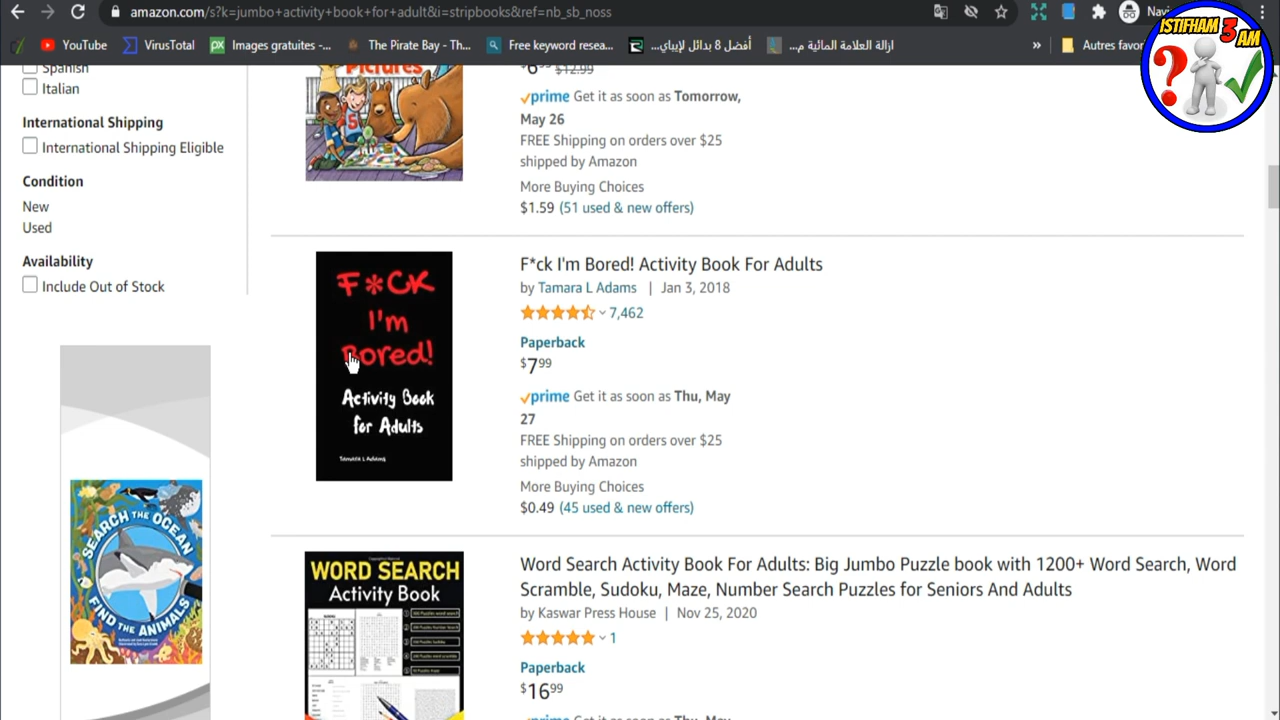 amazon.com/s?k=jumbo+activity+book+for+adult&i=stripbooks&ref=nb_sb_noss
YouTube
VirusTotal
Images gratuites -...
The Pirate Bay - Th...
Free keyword resea...
أفضل 8 بدائل لإيباي...
ازالة العلامة المائية م...
»
Autres favor
ISTIFHAM 3 AM
Spanish
Italian
International Shipping
International Shipping Eligible
Condition
New
Used
Availability
Include Out of Stock
SEARCH THE OCEAN
FIND THE ANIMALS
Pictures
$12.99
prime Get it as soon as Tomorrow,
May 26
FREE Shipping on orders over $25
shipped by Amazon
More Buying Choices
$1.59 (51 used & new offers)
F*CK
I'm
Bored!
Activity Book
for Adults
Tamara L Adams
F*ck I'm Bored! Activity Book For Adults
by Tamara L Adams | Jan 3, 2018
7,462
Paperback
$7.99
prime Get it as soon as Thu, May
27
FREE Shipping on orders over $25
shipped by Amazon
More Buying Choices
$0.49 (45 used & new offers)
WORD SEARCH
Activity Book
Word Search Activity Book For Adults: Big Jumbo Puzzle book with 1200+ Word Search, Word
Scramble, Sudoku, Maze, Number Search Puzzles for Seniors And Adults
by Kaswar Press House | Nov 25, 2020
1
Paperback
$16.99